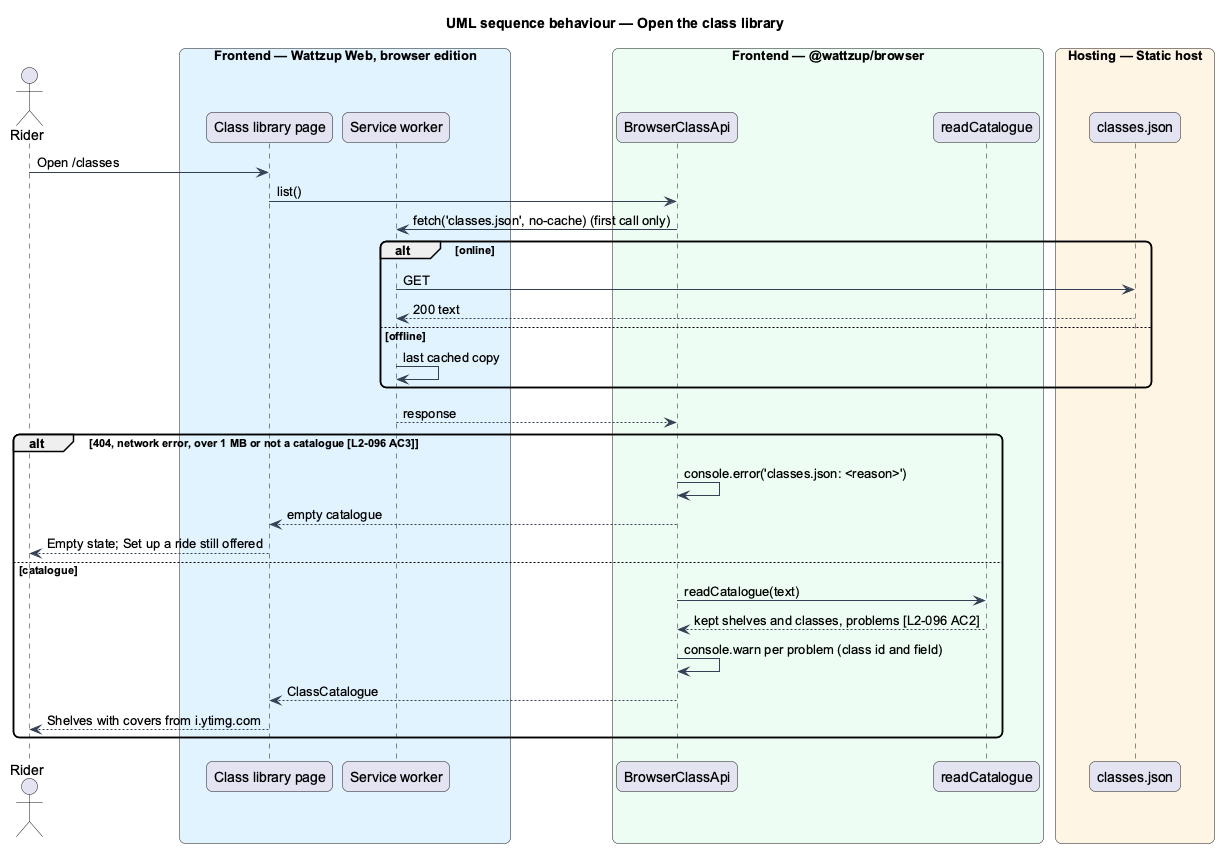 UML sequence behaviour — Open the class library
Frontend — Wattzup Web, browser edition
Frontend — @wattzup/browser
Hosting — Static host
Rider
Class library page
Service worker
BrowserClassApi
readCatalogue
classes.json
Open /classes
list()
fetch('classes.json', no-cache) (first call only)
alt
[online]
GET
200 text
[offline]
last cached copy
response
alt
[404, network error, over 1 MB or not a catalogue [L2-096 AC3]]
console.error('classes.json: <reason>')
empty catalogue
Empty state; Set up a ride still offered
[catalogue]
readCatalogue(text)
kept shelves and classes, problems [L2-096 AC2]
console.warn per problem (class id and field)
ClassCatalogue
Shelves with covers from i.ytimg.com
Rider
Class library page
Service worker
BrowserClassApi
readCatalogue
classes.json